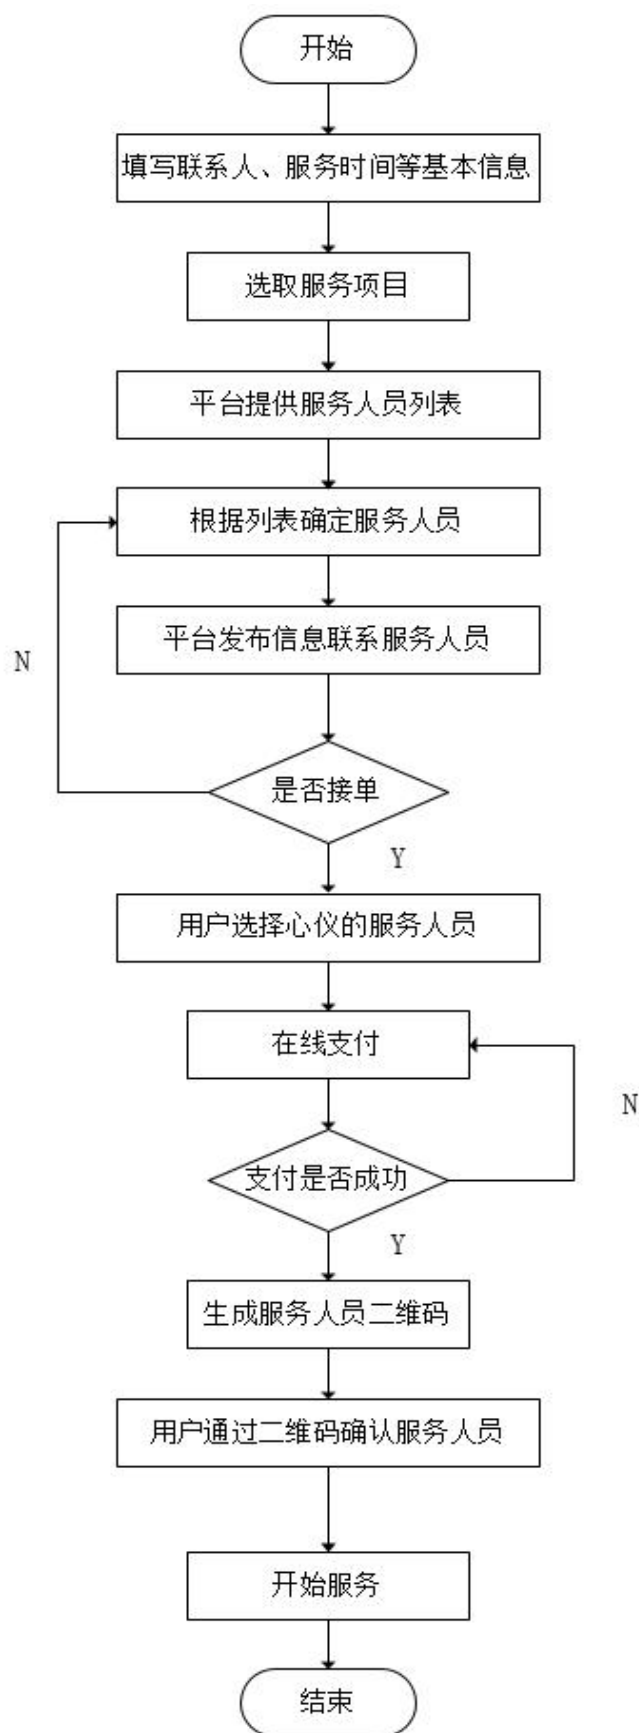 开始
填写联系人、服务时间等基本信息
选取服务项目
平台提供服务人员列表
根据列表确定服务人员
平台发布信息联系服务人员
N
是否接单
Y
用户选择心仪的服务人员
在线支付
N
支付是否成功
Y
生成服务人员二维码
用户通过二维码确认服务人员
开始服务
结束